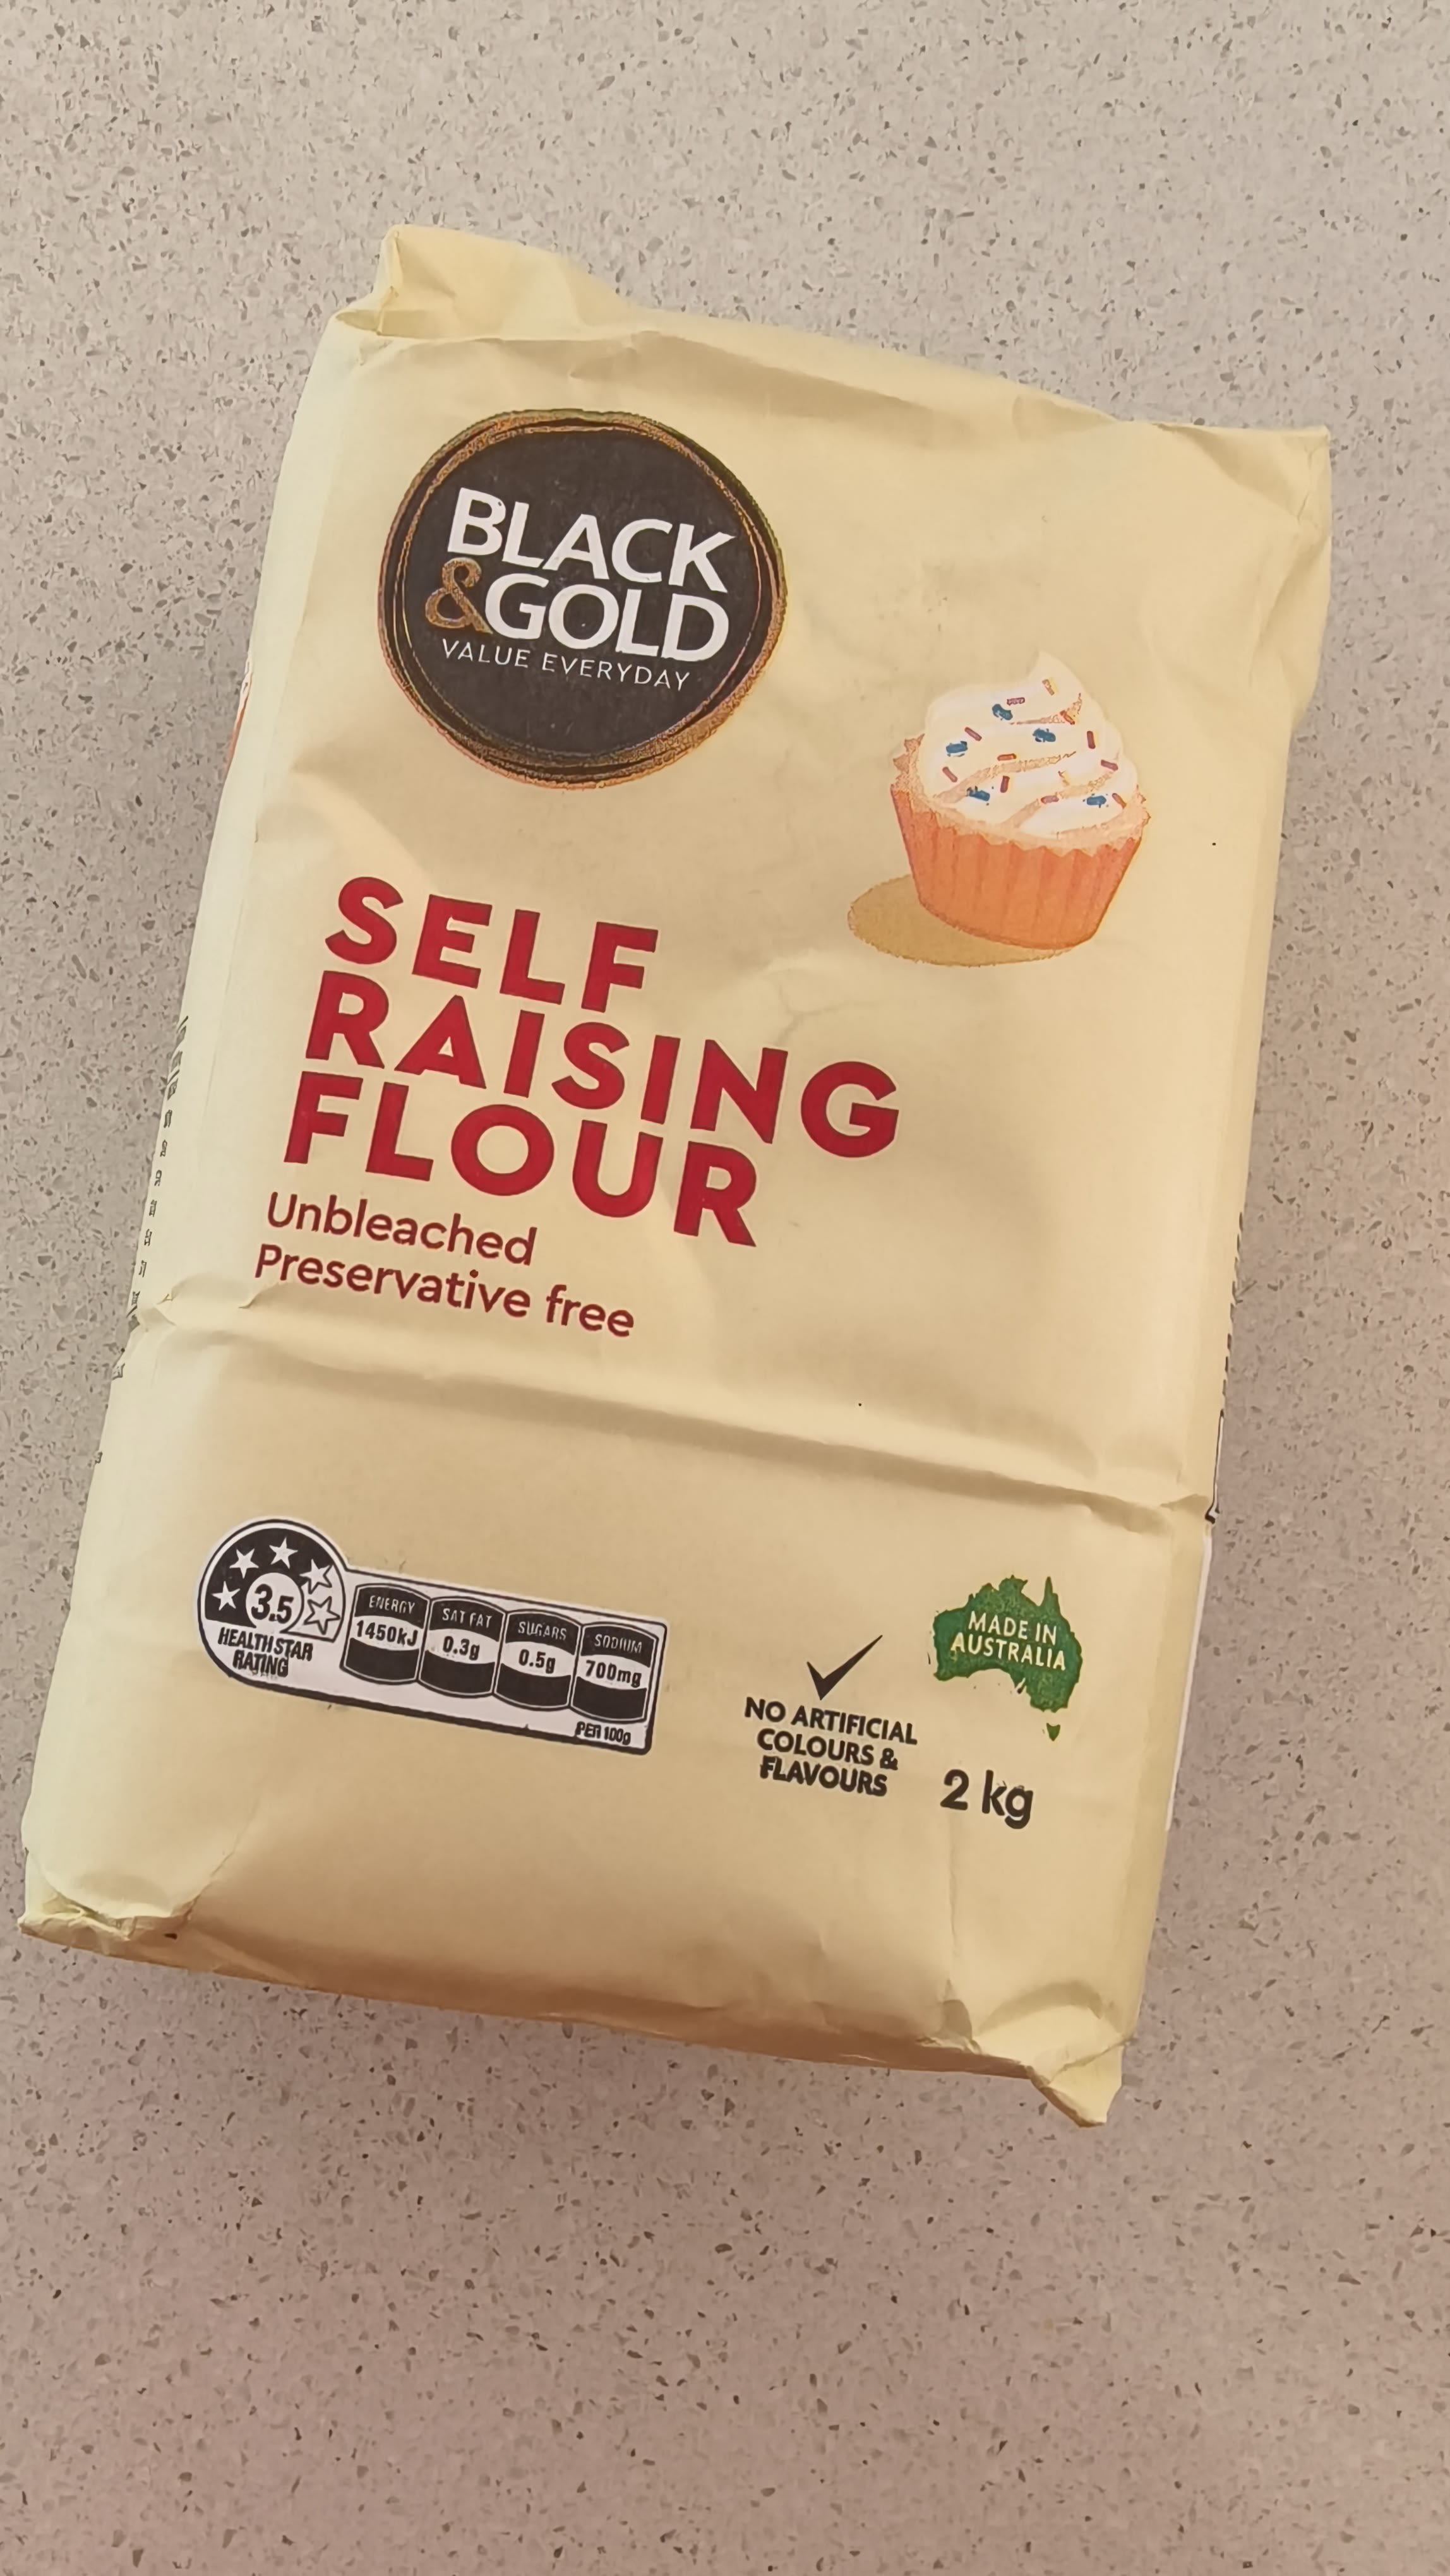 BLACK
&GOLD
VALUE EVERYDAY
SELF
RAISING
FLOUR
Unbleached
Preservative free
3.5
HEALTH STAR
RATING
ENERGY
1450kJ
SAT FAT
0.3g
SUGARS
0.5g
SODIUM
700mg
PER 100g
NO ARTIFICIAL
COLOURS &
FLAVOURS
MADE IN
AUSTRALIA
2 kg